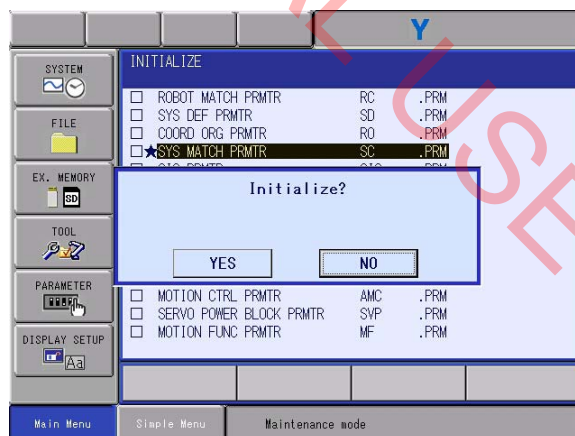 Y
SYSTEM
FILE
EX. MEMORY
SD
TOOL
PARAMETER
DISPLAY SETUP
Aa
INITIALIZE
ROBOT MATCH PRMTR RC .PRM
SYS DEF PRMTR SD .PRM
COORD ORG PRMTR RO .PRM
★SYS MATCH PRMTR SC .PRM
Initialize?
YES NO
MOTION CTRL PRMTR AMC .PRM
SERVO POWER BLOCK PRMTR SVP .PRM
MOTION FUNC PRMTR MF .PRM
Main Menu Simple Menu Maintenance mode
L USE